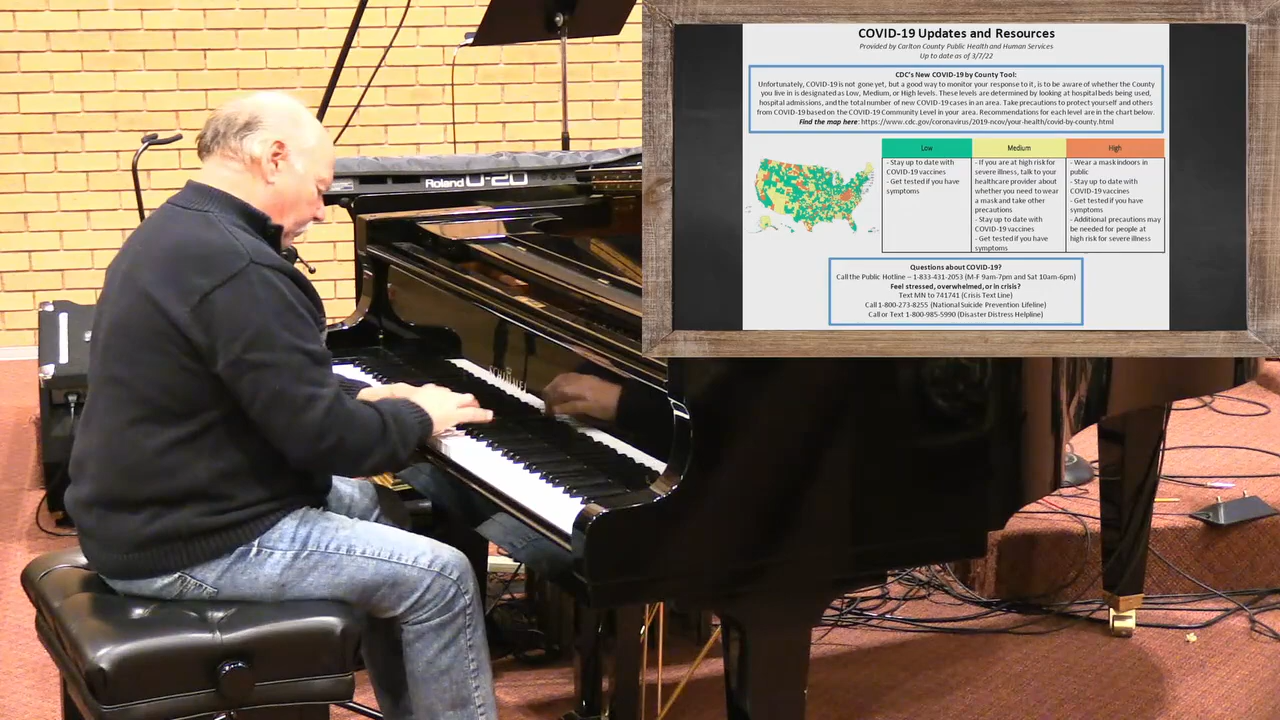 COVID-19 Updates and Resources
Provided by Carlton County Public Health and Human Services
Up to date as of 3/7/22
CDC's New COVID-19 by County Tool:
Unfortunately, COVID-19 is not gone yet, but a good way to monitor your response to it, is to be aware of whether the County
you live in is designated as Low, Medium, or High levels. These levels are determined by looking at hospital beds being used,
hospital admissions, and the total number of new COVID-19 cases in an area. Take precautions to protect yourself and others
from COVID-19 based on the COVID-19 Community Level in your area. Recommendations for each level are in the chart below.
Find the map here: https://www.cdc.gov/coronavirus/2019-ncov/your-health/covid-by-county.html
Low
- Stay up to date with
COVID-19 vaccines
- Get tested if you have
symptoms
Medium
- If you are at high risk for
severe illness, talk to your
healthcare provider about
whether you need to wear
a mask and take other
precautions
- Stay up to date with
COVID-19 vaccines
- Get tested if you have
symptoms
High
- Wear a mask indoors in
public
- Stay up to date with
COVID-19 vaccines
- Get tested if you have
symptoms
- Additional precautions may
be needed for people at
high risk for severe illness
Questions about COVID-19?
Call the Public Hotline – 1-833-431-2053 (M-F 9am-7pm and Sat 10am-6pm)
Feel stressed, overwhelmed, or in crisis?
Text MN to 741741 (Crisis Text Line)
Call 1-800-273-8255 (National Suicide Prevention Lifeline)
Call or Text 1-800-985-5990 (Disaster Distress Helpline)
Roland U-20
SCHIMMEL